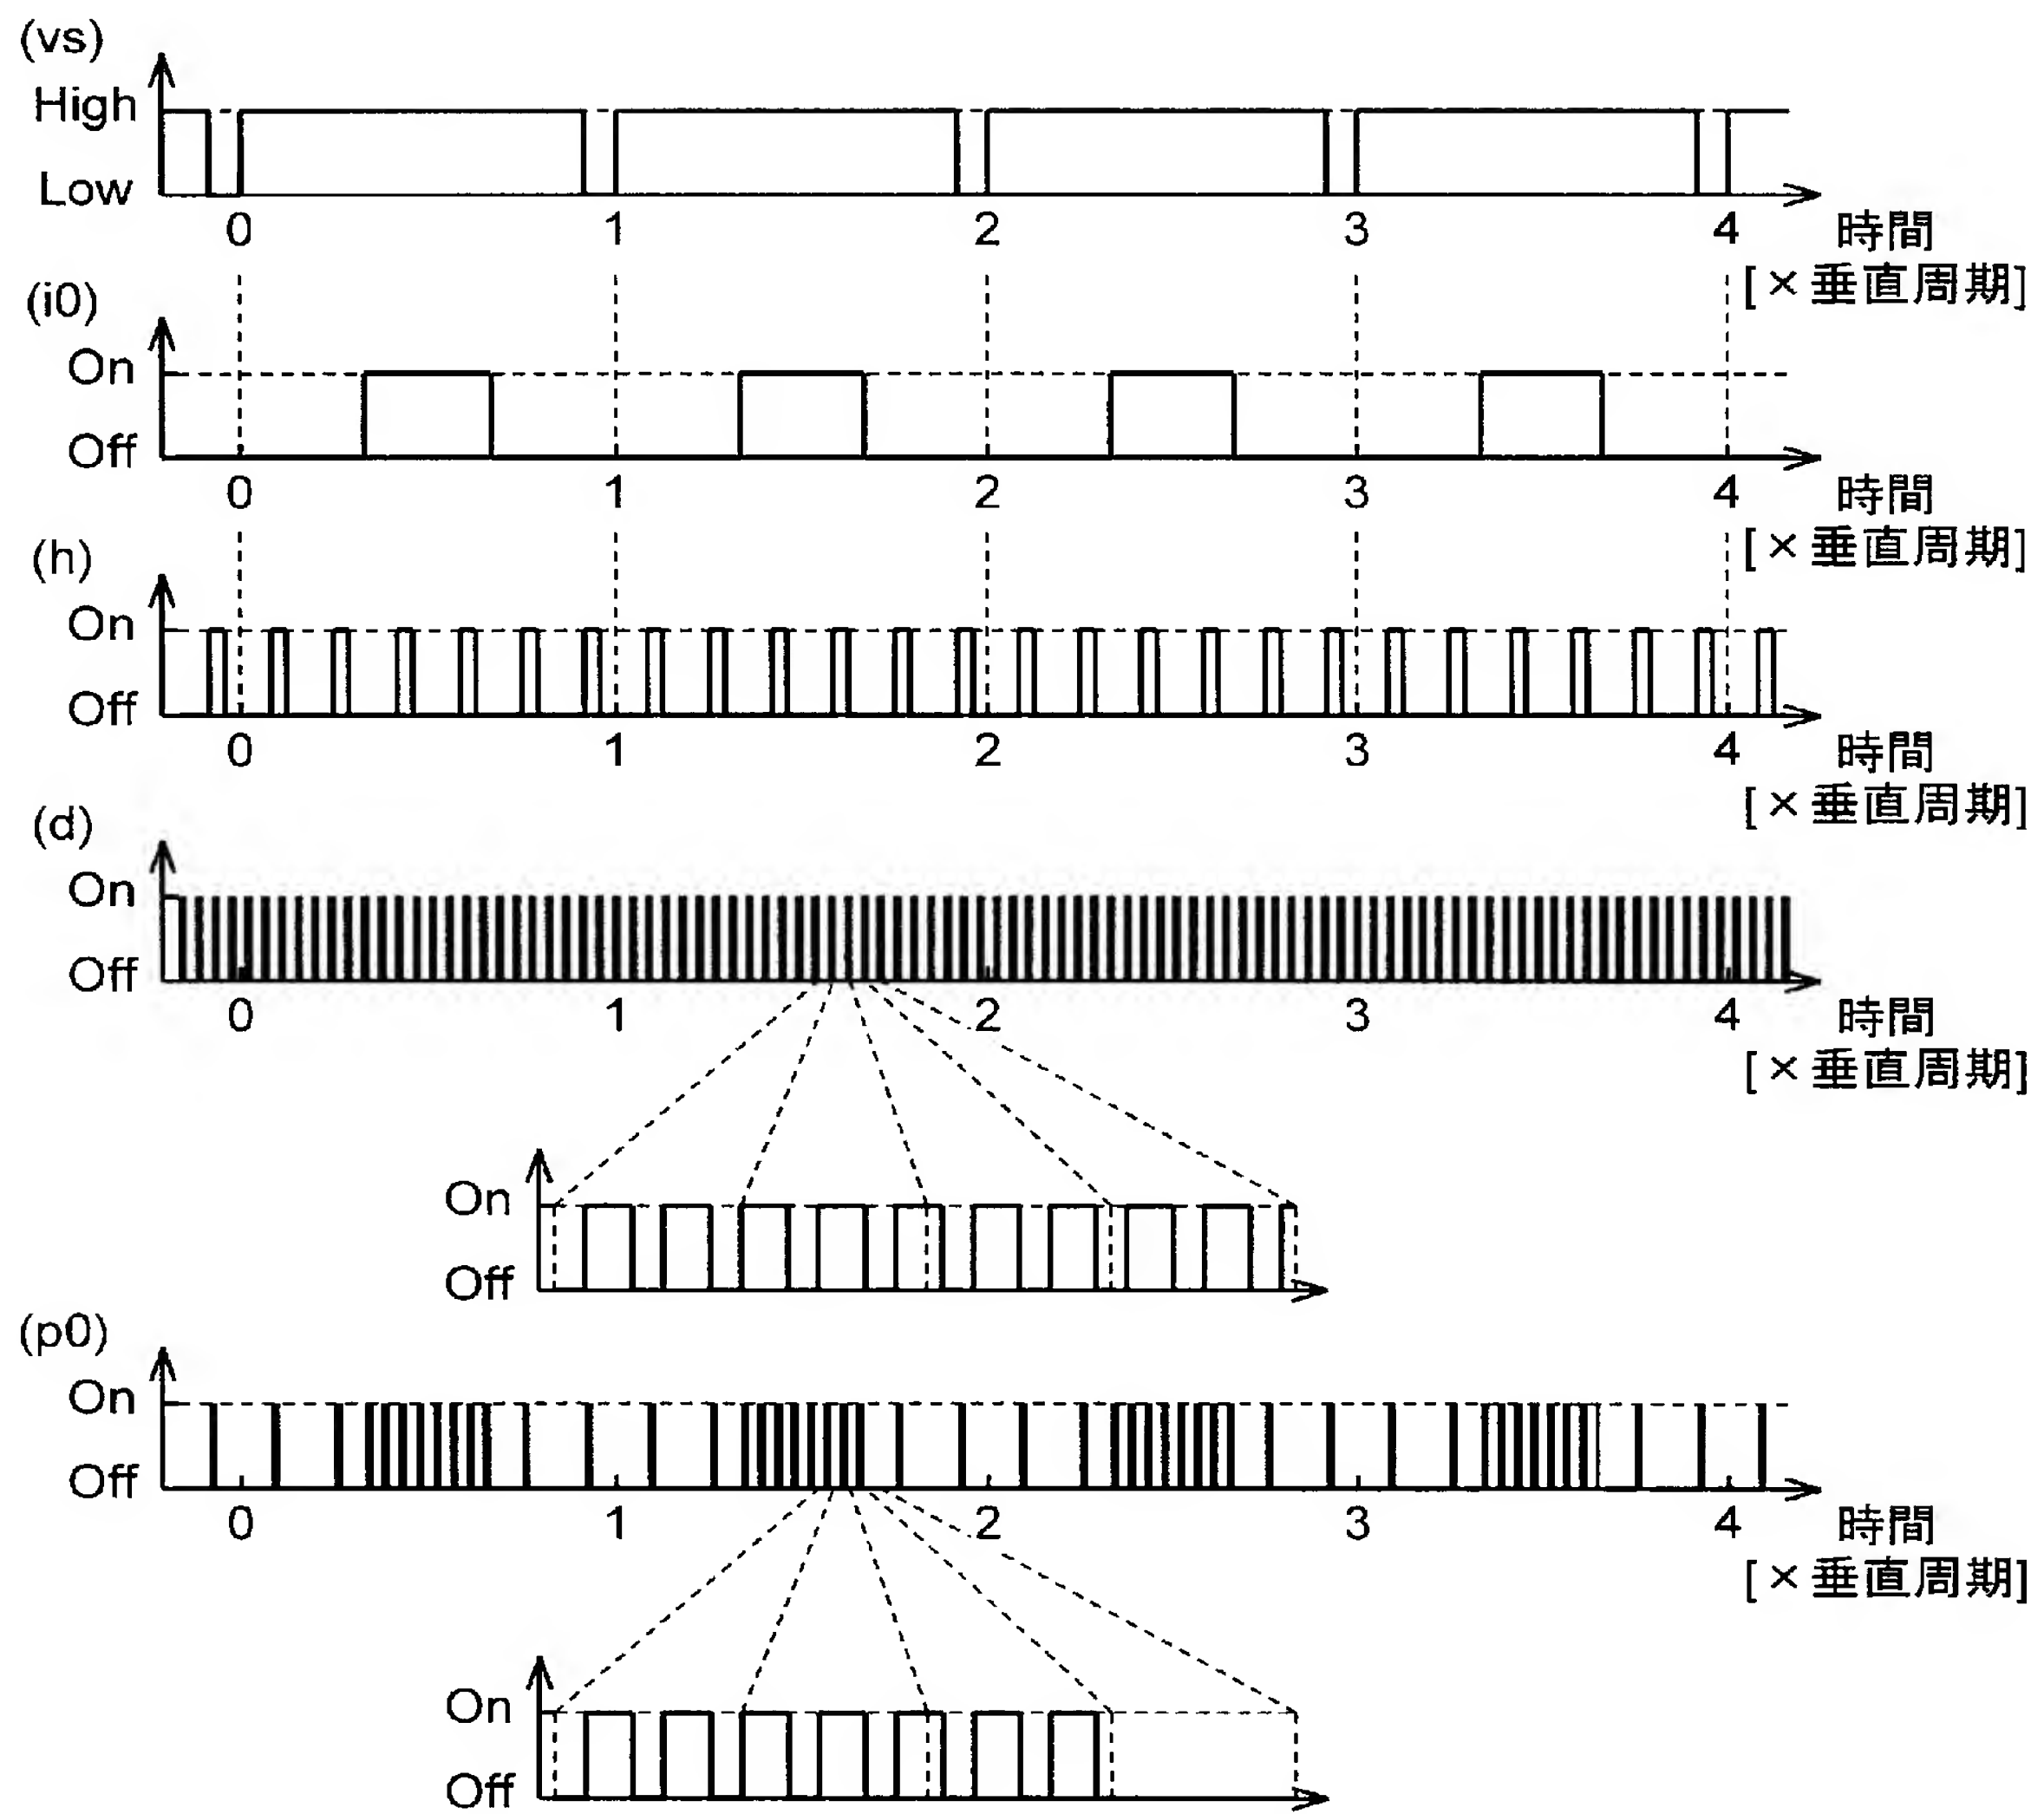 (vs)
High
Low
0 1 2 3 4 時間
[×垂直周期]
(i0)
On
Off
0 1 2 3 4 時間
[×垂直周期]
(h)
On
Off
0 1 2 3 4 時間
[×垂直周期]
(d)
On
Off
0 1 2 3 4 時間
[×垂直周期]
On
Off
(p0)
On
Off
0 1 2 3 4 時間
[×垂直周期]
On
Off